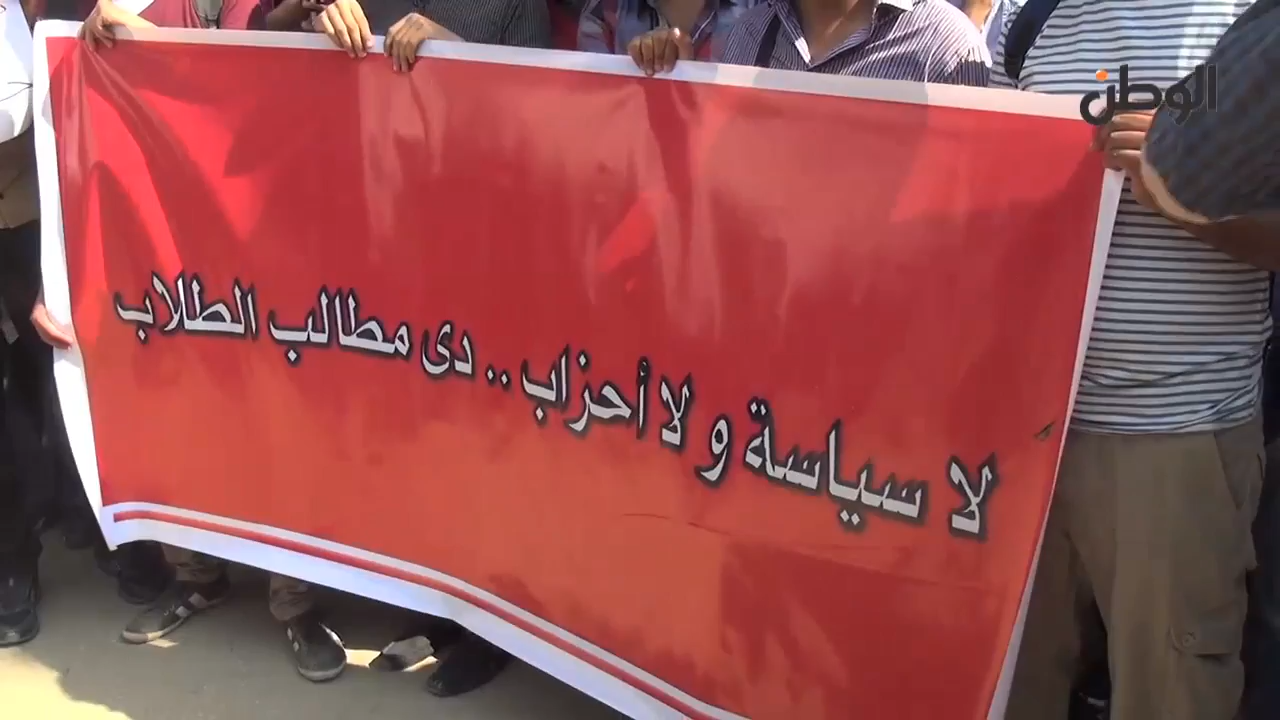 الوطن
لا سياسة و لا أحزاب .. دى مطالب الطلاب